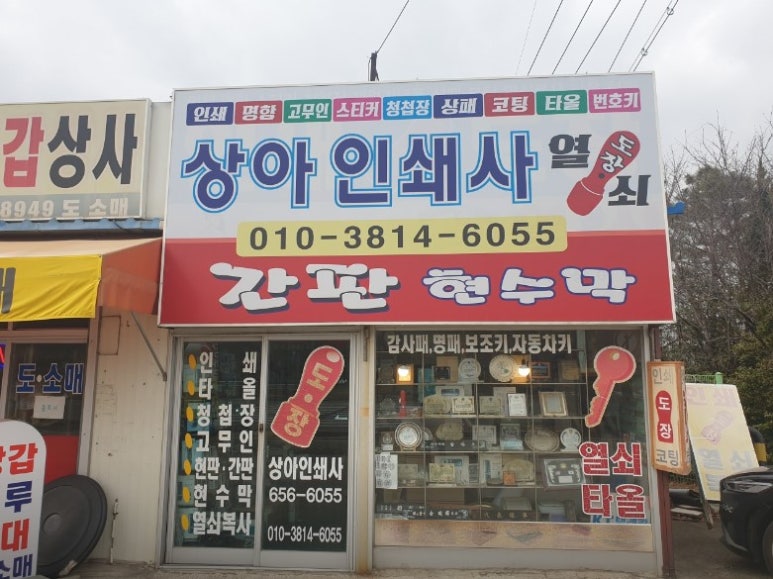 인쇄 명함 고무인 스티커 청첩장 상패 코팅 타올 번호키
상아인쇄사
열쇠
도장
010-3814-6055
간판 현수막
갑상사
8949 도소매
도·소매
감사패,명패,보조키,자동차키
인쇄
타올
청첩·장
고무인
현판·간판
현수막
열쇠복사
도·장
상아인쇄사
656-6055
010-3814-6055
열쇠
타올
인쇄
도장
코팅